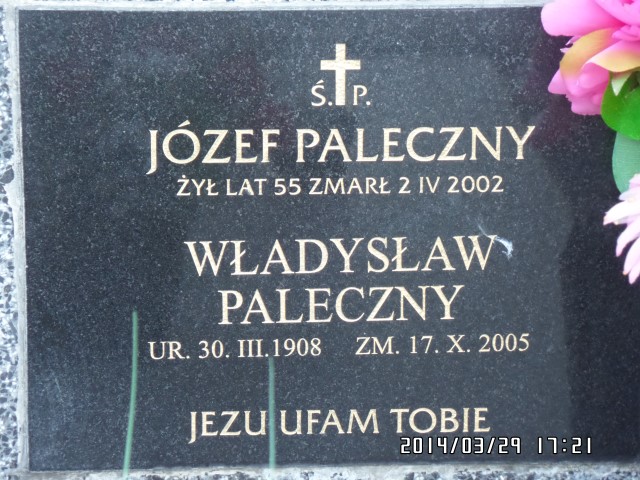 Ś. P.
JÓZEF PALECZNY
ŻYŁ LAT 55 ZMARŁ 2 IV 2002
WŁADYSŁAW
PALECZNY
UR. 30. III.1908 ZM. 17. X. 2005
JEZU UFAM TOBIE
2014/03/29 17:21